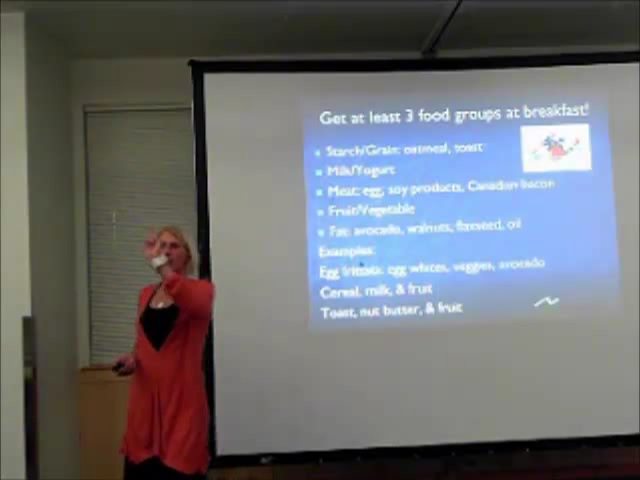 Get at least 3 food groups at breakfast!
Starch/Grain: oatmeal, toast
Milk/Yogurt
Meat: egg, soy products, Canadian bacon
Fruit/Vegetable
Fat: avocado, walnuts, flaxseed, oil
Examples:
Egg frittata: egg whites, veggies, avocado
Cereal, milk, & fruit
Toast, nut butter, & fruit